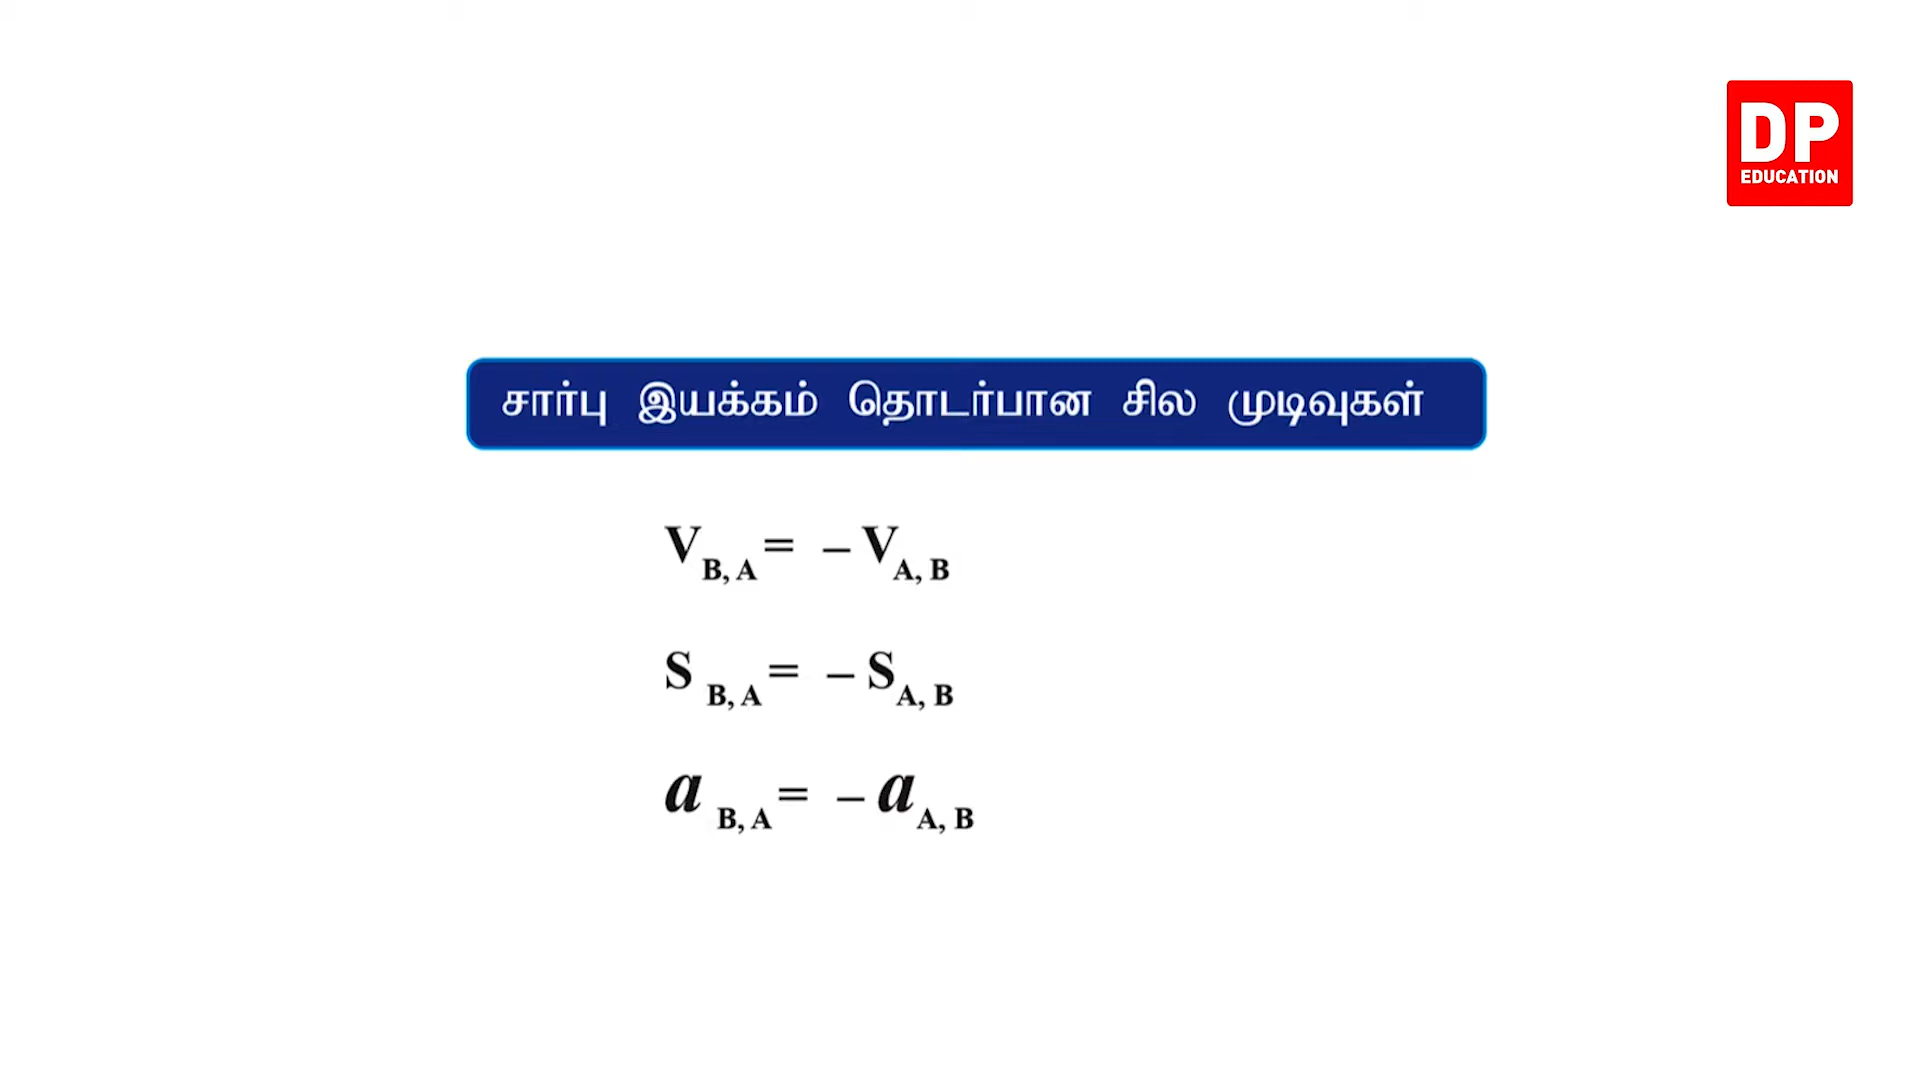 DP
EDUCATION
சார்பு இயக்கம் தொடர்பான சில முடிவுகள்
V B, A = – V A, B
S B, A = – S A, B
a B, A = – a A, B